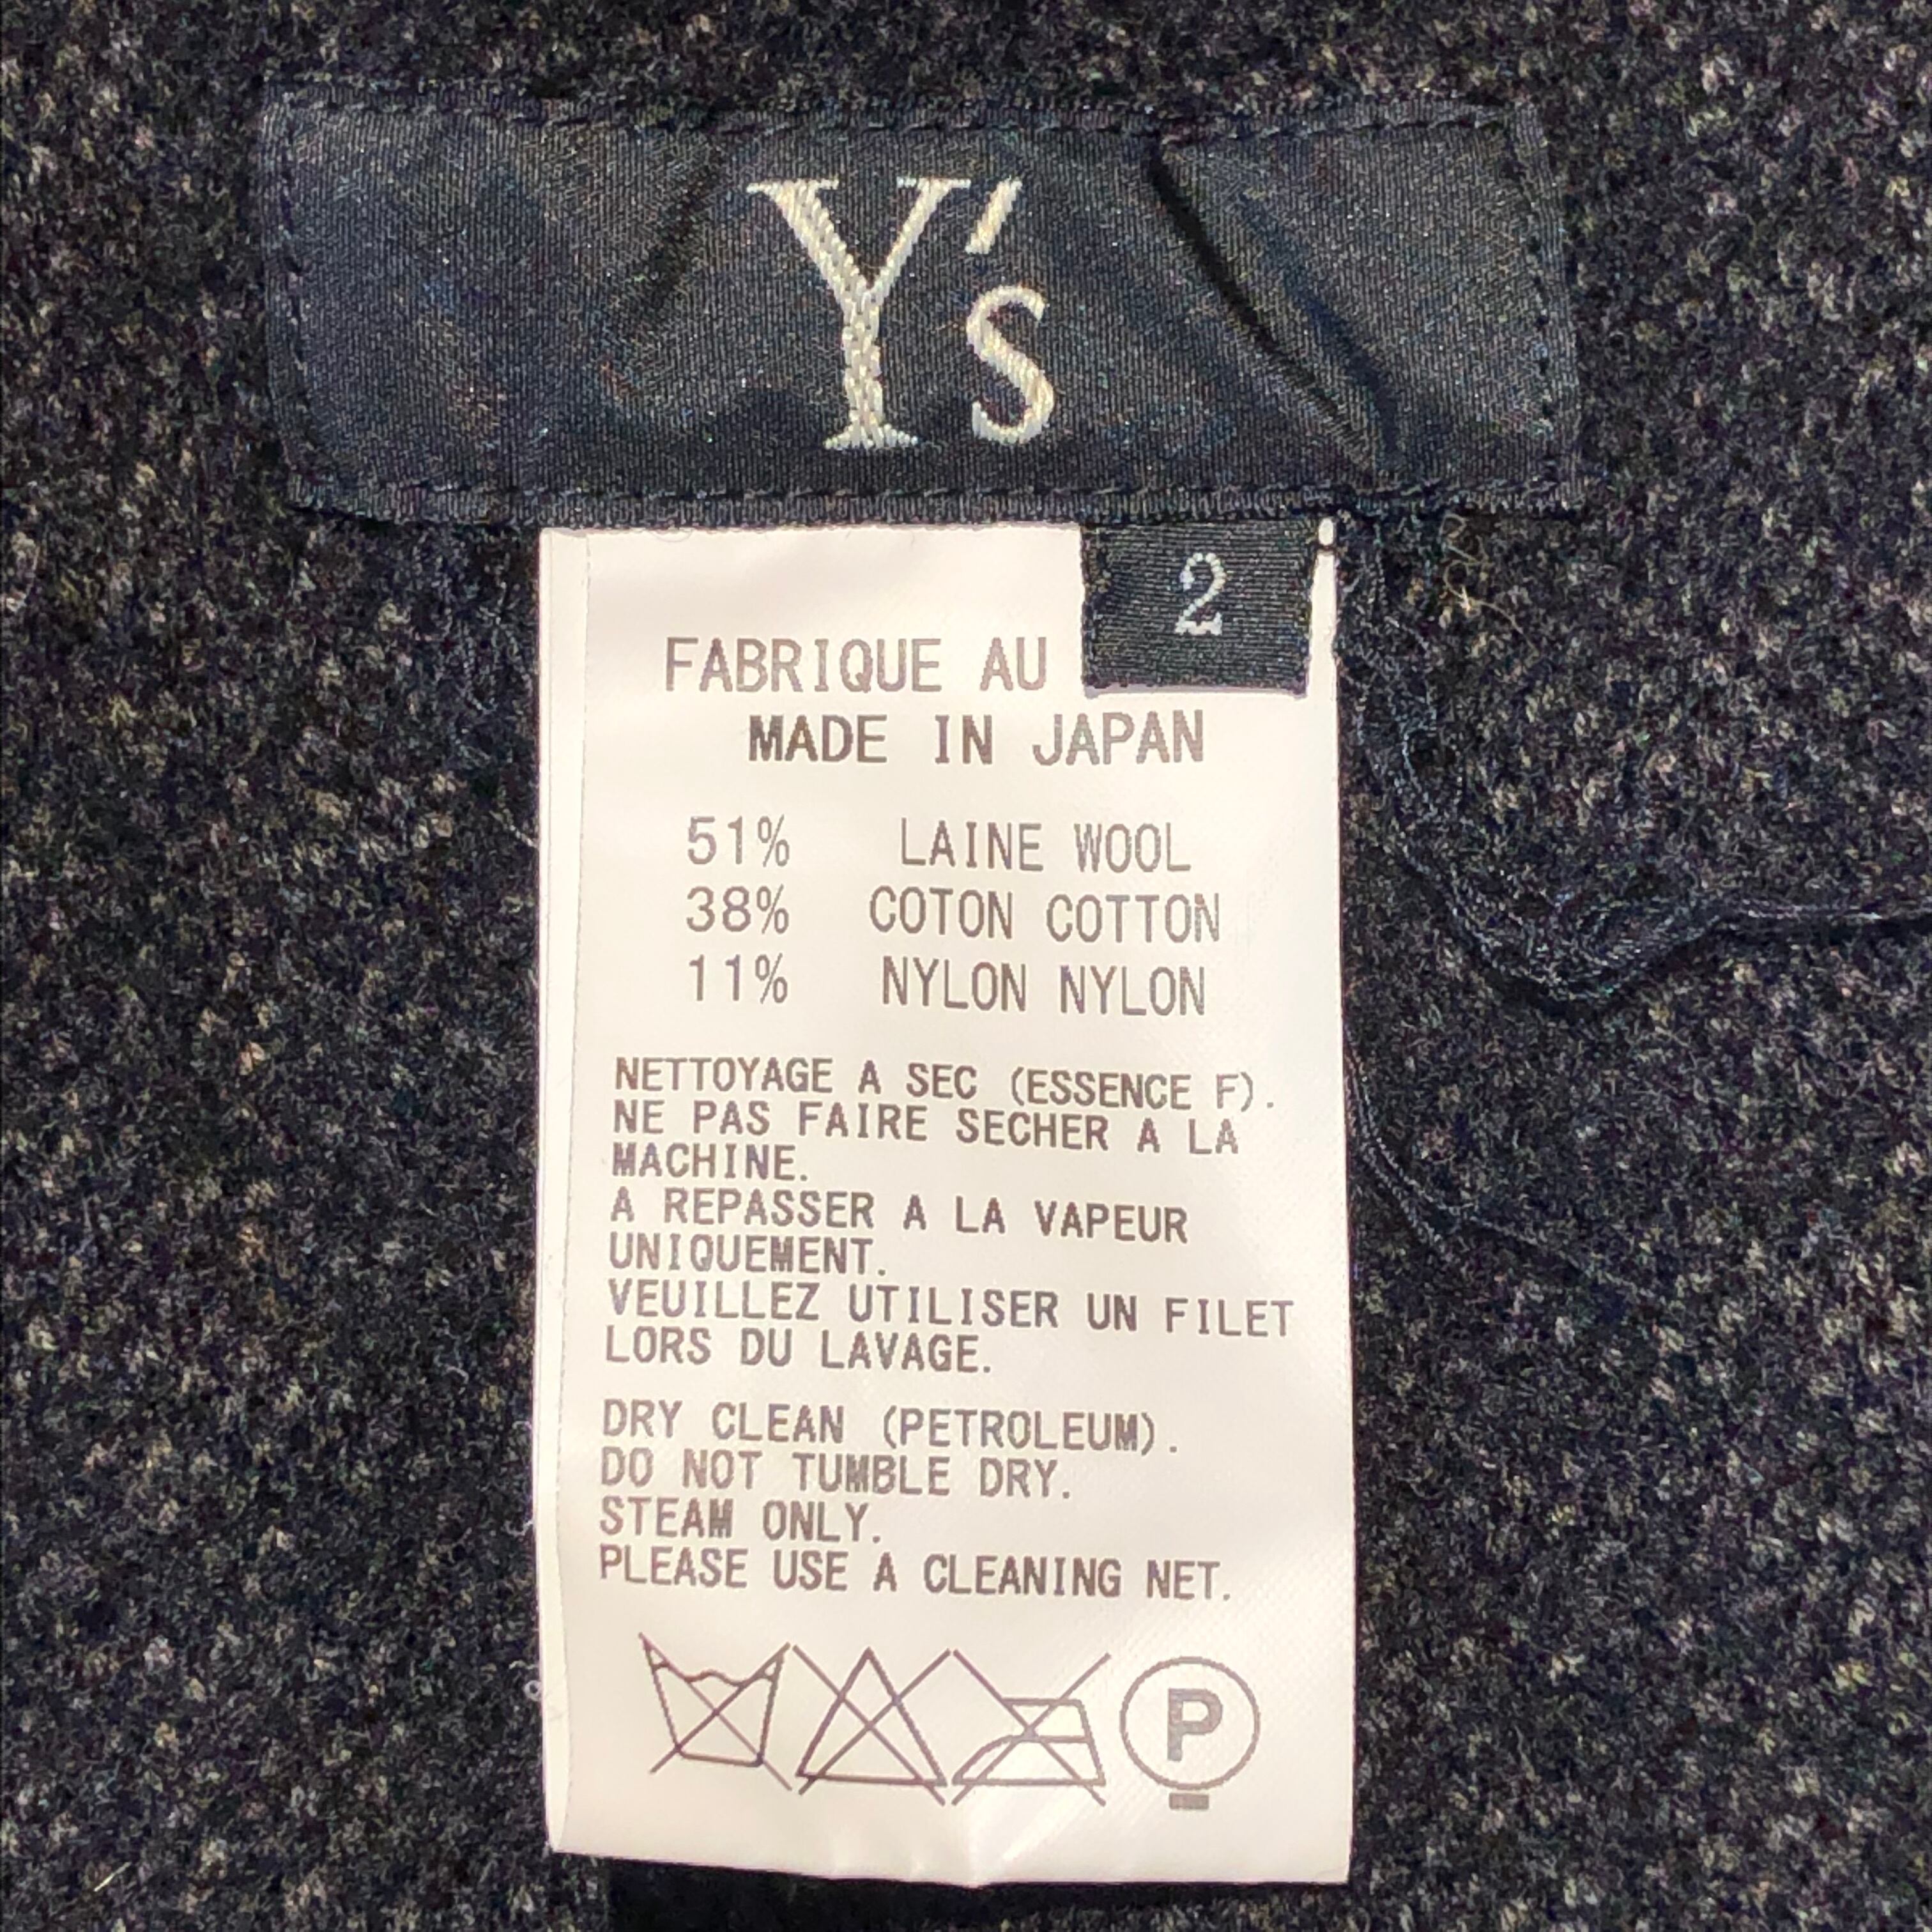 Y's
2
FABRIQUE AU
MADE IN JAPAN
51% LAINE WOOL
38% COTON COTTON
11% NYLON NYLON
NETTOYAGE A SEC (ESSENCE F).
NE PAS FAIRE SECHER A LA
MACHINE.
A REPASSER A LA VAPEUR
UNIQUEMENT.
VEUILLEZ UTILISER UN FILET
LORS DU LAVAGE.
DRY CLEAN (PETROLEUM).
DO NOT TUMBLE DRY.
STEAM ONLY.
PLEASE USE A CLEANING NET.
P